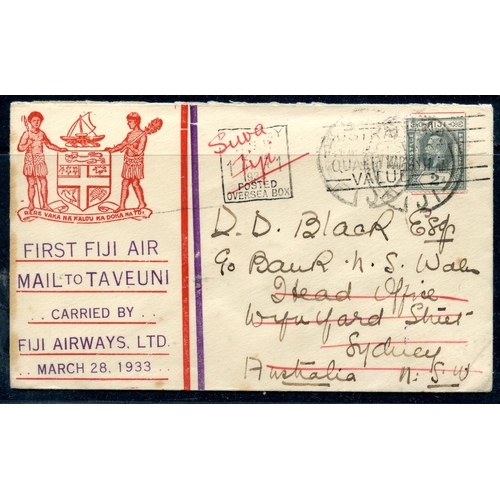 RERE VAKA NA KALOU KA DOKA NA TUI
FIRST FIJI AIR
MAIL TO TAVEUNI
.. CARRIED BY ..
FIJI AIRWAYS, LTD.
.. MARCH 28, 1933 ..
Suva
Fiji
POSTED
OVERSEA BOX
QUALITY
VALUE
FIJI
D. D. Black Esq
c/o Bank N. S. Wales
Head Office
Wynyard Street
Sydney
Australia N. S. W